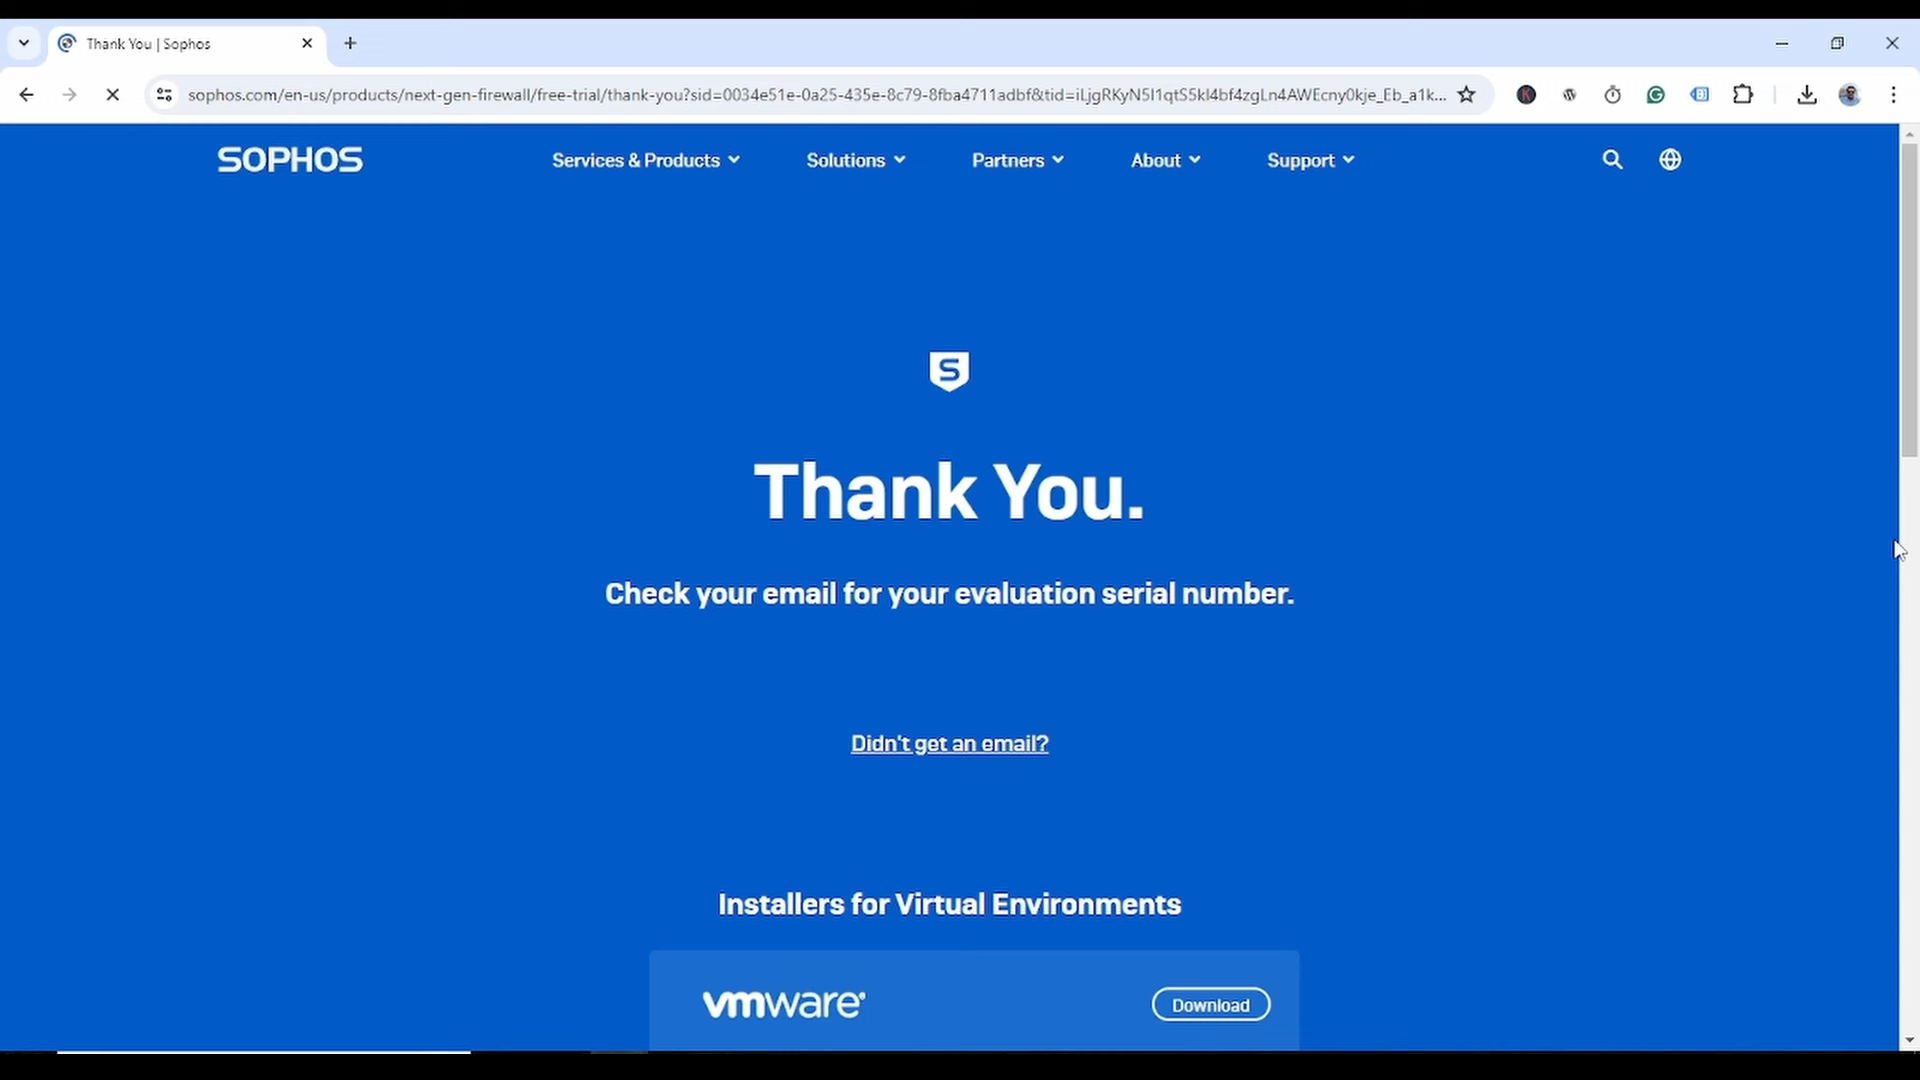 Thank You | Sophos
sophos.com/en-us/products/next-gen-firewall/free-trial/thank-you?sid=0034e51e-0a25-435e-8c79-8fba4711adbf&tid=iLjgRKyN5I1qtS5kI4bf4zgLn4AWEcny0kje_Eb_a1k...
SOPHOS
Services & Products
Solutions
Partners
About
Support
S
Thank You.
Check your email for your evaluation serial number.
Didn't get an email?
Installers for Virtual Environments
vmware®
Download